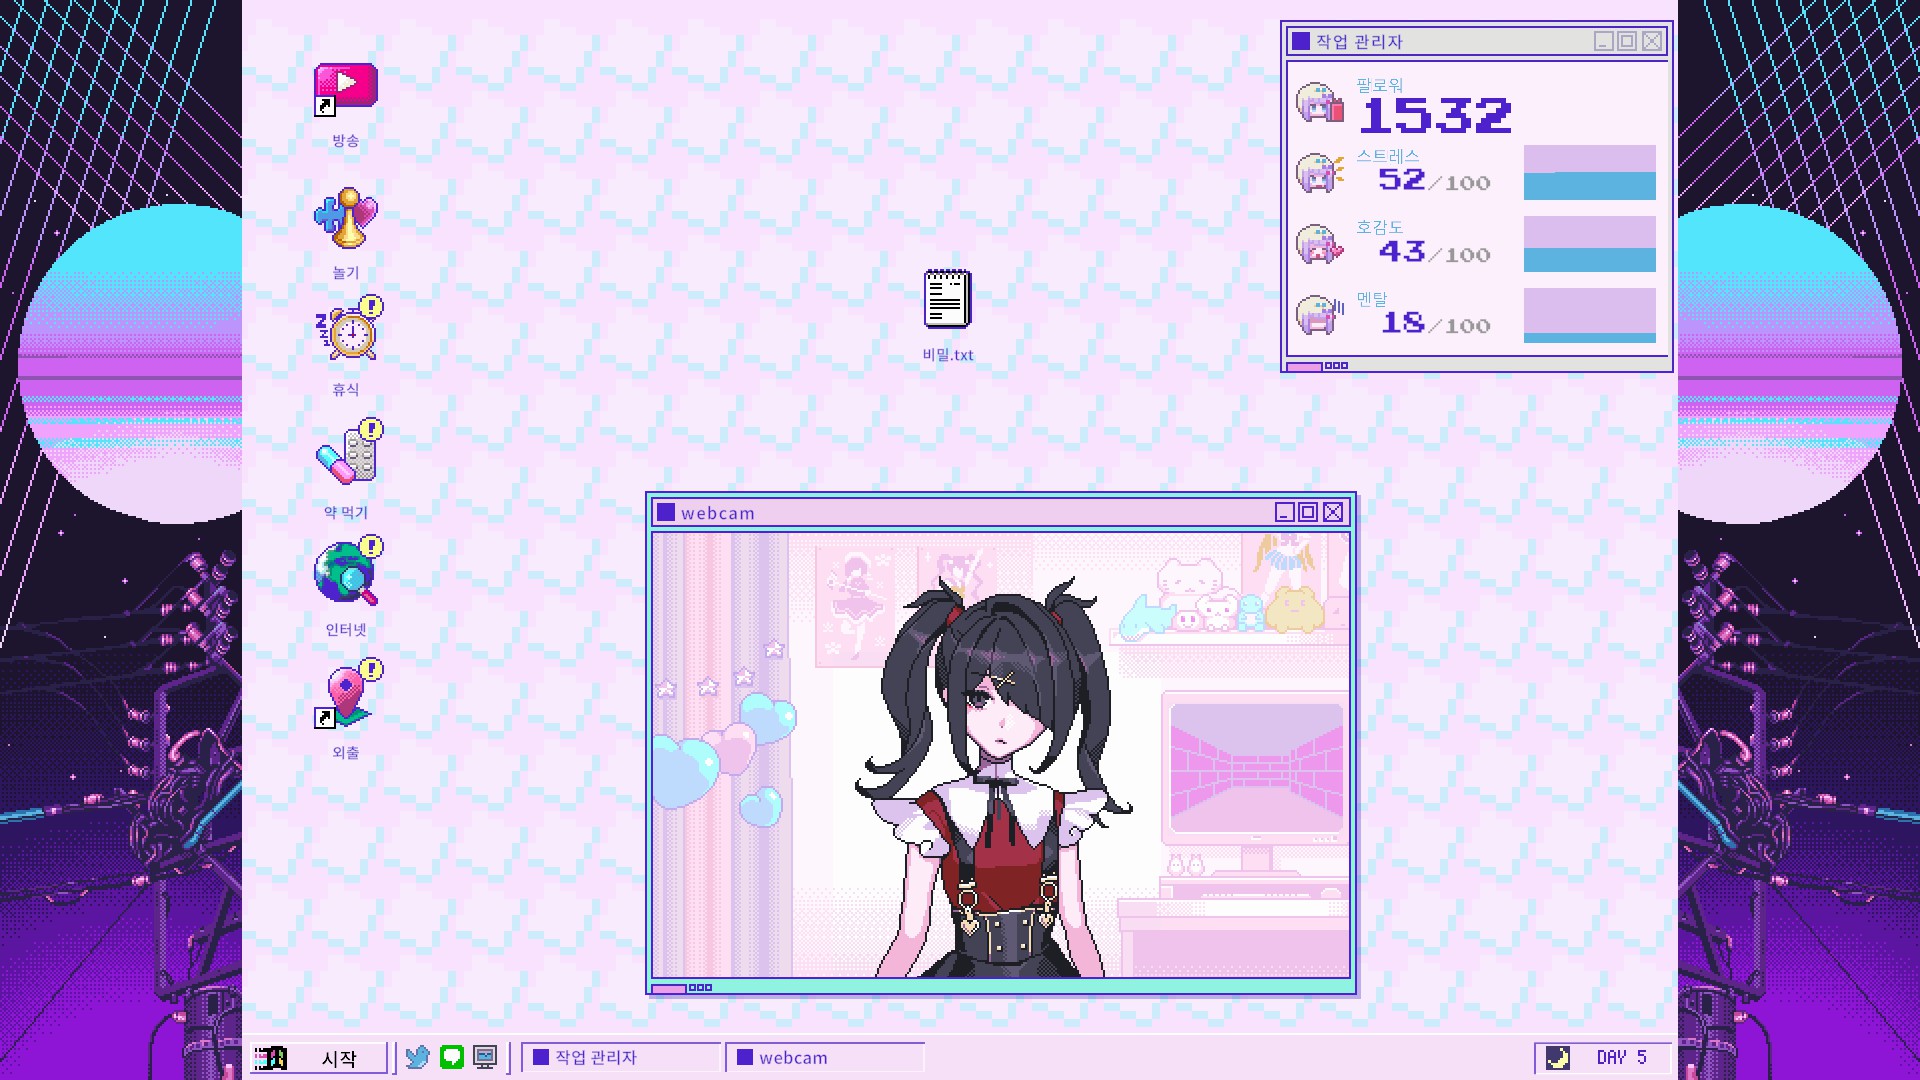 방송
놀기
휴식
약 먹기
인터넷
외출
비밀.txt
작업 관리자
팔로워
1532
스트레스
52/100
호감도
43/100
멘탈
18/100
webcam
시작
작업 관리자
webcam
DAY 5